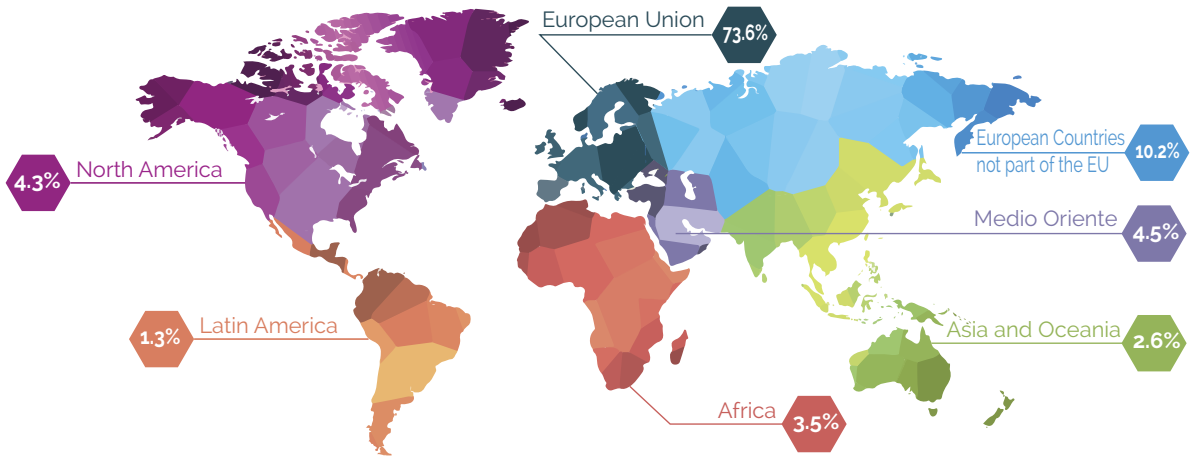 European Union
73.6%
European Countries
not part of the EU
10.2%
North America
4.3%
Medio Oriente
4.5%
Latin America
1.3%
Asia and Oceania
2.6%
Africa
3.5%